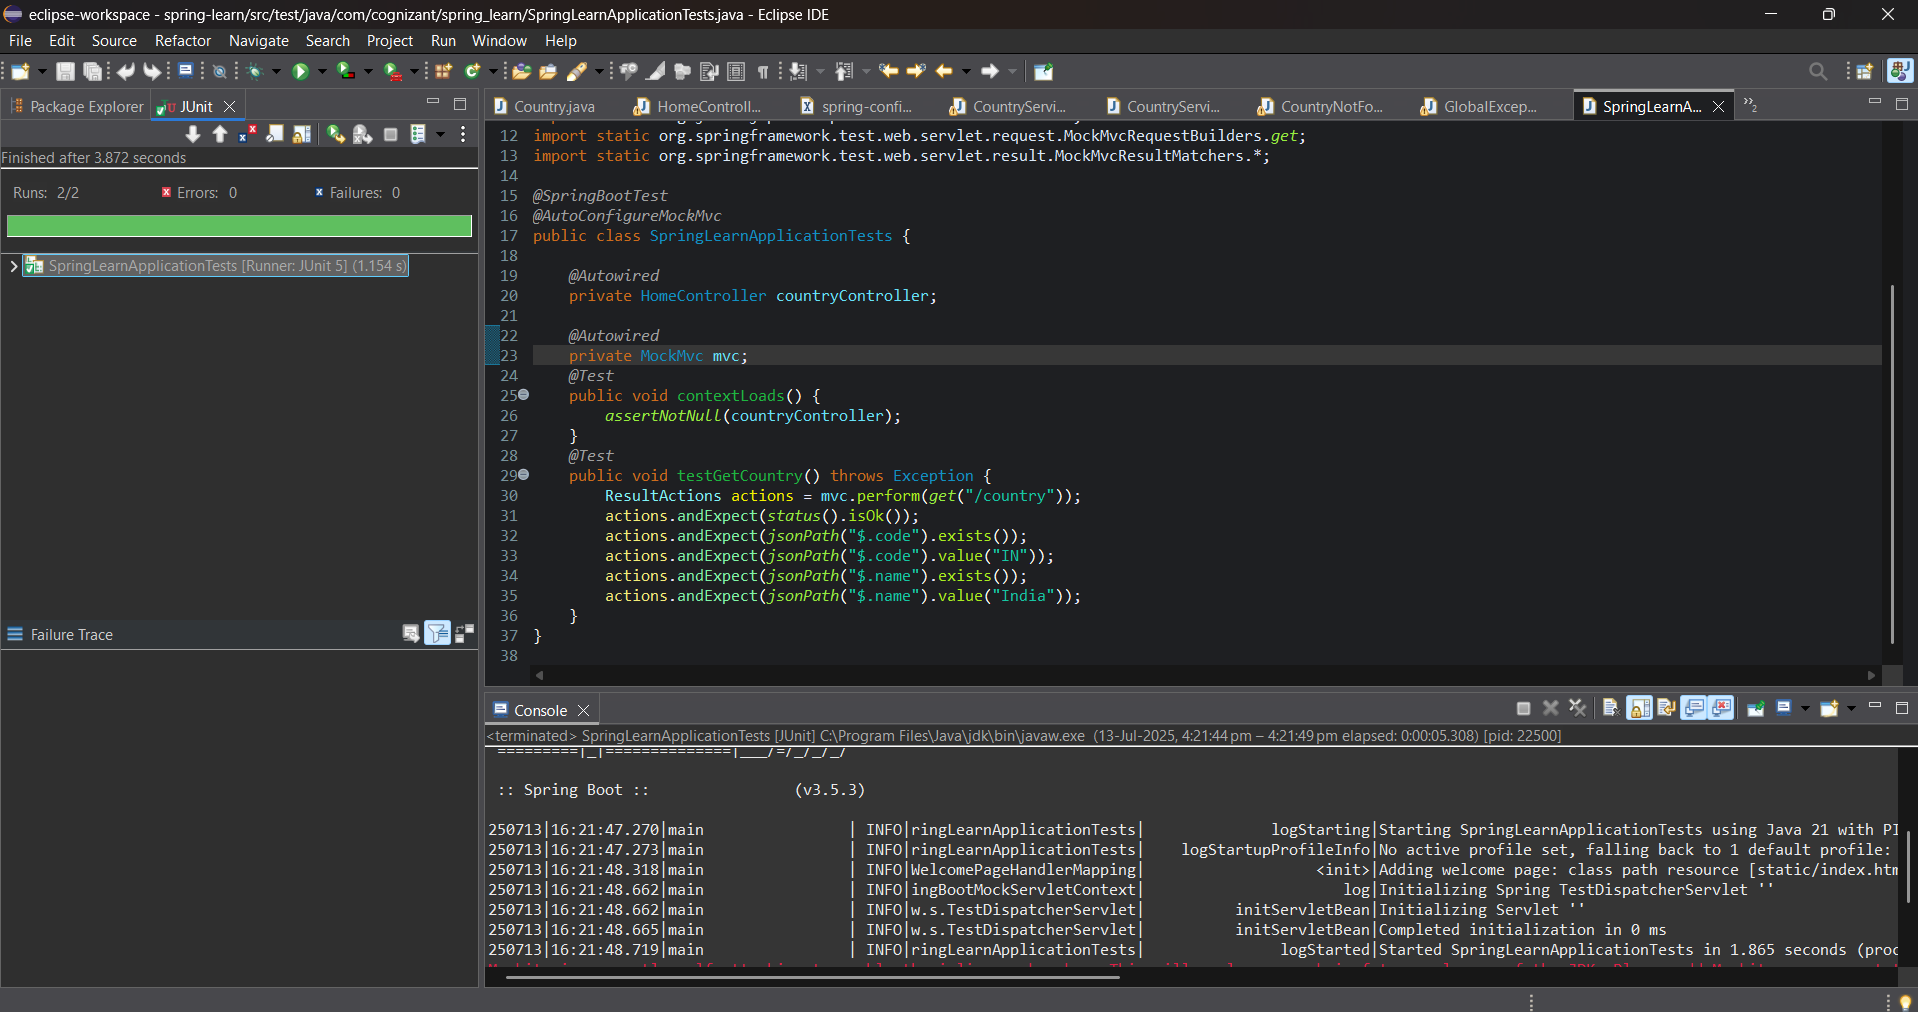 eclipse-workspace - spring-learn/src/test/java/com/cognizant/spring_learn/SpringLearnApplicationTests.java - Eclipse IDE
File Edit Source Refactor Navigate Search Project Run Window Help
Package Explorer
JUnit
Finished after 3.872 seconds
Runs: 2/2
Errors: 0
Failures: 0
SpringLearnApplicationTests [Runner: JUnit 5] (1.154 s)
Failure Trace
Country.java
HomeControll...
spring-confi...
CountryServi...
CountryServi...
CountryNotFo...
GlobalExcep...
SpringLearnA...
12 import static org.springframework.test.web.servlet.request.MockMvcRequestBuilders.get;
13 import static org.springframework.test.web.servlet.result.MockMvcResultMatchers.*;
14
15 @SpringBootTest
16 @AutoConfigureMockMvc
17 public class SpringLearnApplicationTests {
18
19 @Autowired
20 private HomeController countryController;
21
22 @Autowired
23 private MockMvc mvc;
24 @Test
25 public void contextLoads() {
26 assertNotNull(countryController);
27 }
28 @Test
29 public void testGetCountry() throws Exception {
30 ResultActions actions = mvc.perform(get("/country"));
31 actions.andExpect(status().isOk());
32 actions.andExpect(jsonPath("$.code").exists());
33 actions.andExpect(jsonPath("$.code").value("IN"));
34 actions.andExpect(jsonPath("$.name").exists());
35 actions.andExpect(jsonPath("$.name").value("India"));
36 }
37 }
38
Console
<terminated> SpringLearnApplicationTests [JUnit] C:\Program Files\Java\jdk\bin\javaw.exe (13-Jul-2025, 4:21:44 pm – 4:21:49 pm elapsed: 0:00:05.308) [pid: 22500]
=========|_|==============|___/=/_/_/_/
:: Spring Boot :: (v3.5.3)
250713|16:21:47.270|main | INFO|ringLearnApplicationTests| logStarting|Starting SpringLearnApplicationTests using Java 21 with PI
250713|16:21:47.273|main | INFO|ringLearnApplicationTests| logStartupProfileInfo|No active profile set, falling back to 1 default profile:
250713|16:21:48.318|main | INFO|WelcomePageHandlerMapping| <init>|Adding welcome page: class path resource [static/index.htm
250713|16:21:48.662|main | INFO|ingBootMockServletContext| log|Initializing Spring TestDispatcherServlet ''
250713|16:21:48.662|main | INFO|w.s.TestDispatcherServlet| initServletBean|Initializing Servlet ''
250713|16:21:48.665|main | INFO|w.s.TestDispatcherServlet| initServletBean|Completed initialization in 0 ms
250713|16:21:48.719|main | INFO|ringLearnApplicationTests| logStarted|Started SpringLearnApplicationTests in 1.865 seconds (proc